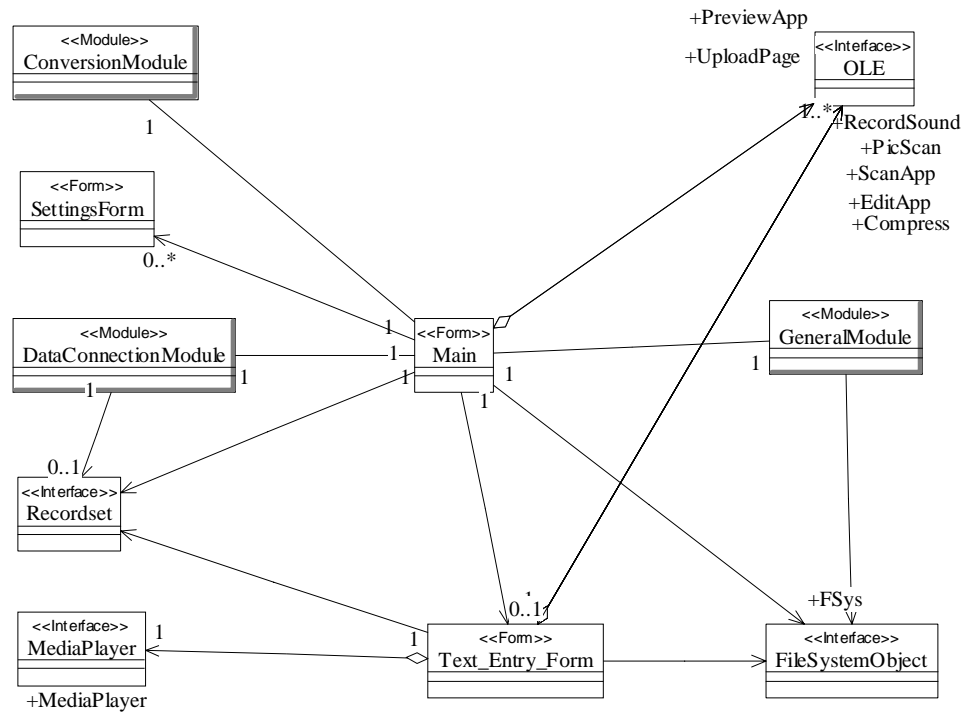 <<Module>>
ConversionModule
1
+PreviewApp
+UploadPage
<<Interface>>
OLE
1..*
+RecordSound
+PicScan
+ScanApp
+EditApp
+Compress
<<Form>>
SettingsForm
0..*
<<Module>>
DataConnectionModule
1
1
<<Form>>
Main
1
1
1
1
1
<<Module>>
GeneralModule
1
0..1
<<Interface>>
Recordset
<<Interface>>
MediaPlayer
1
+MediaPlayer
1
0..1
<<Form>>
Text_Entry_Form
+FSys
<<Interface>>
FileSystemObject